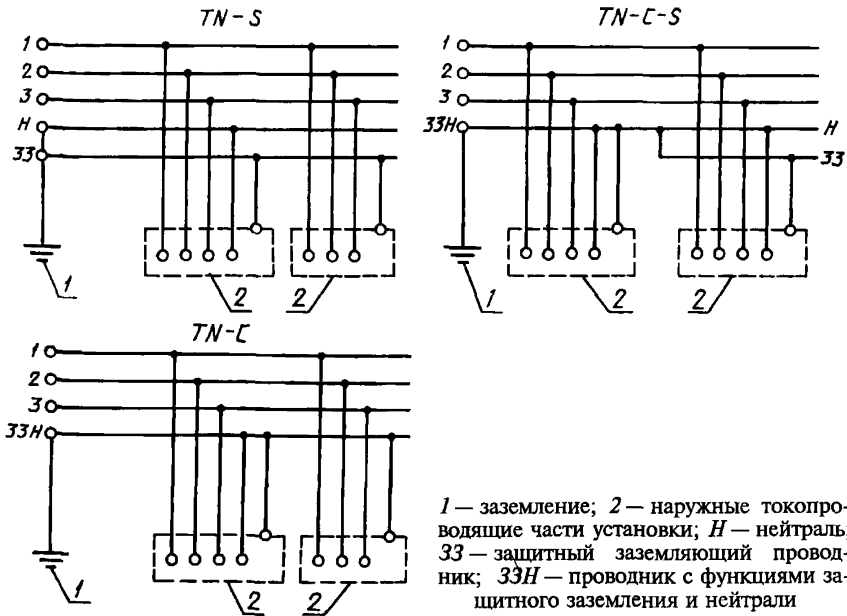 TN-S
1
2
3
Н
ЗЗ
1
2
2
TN-C-S
1
2
3
ЗЗН
Н
ЗЗ
1
2
2
TN-C
1
2
3
ЗЗН
1
2
2
1 — заземление; 2 — наружные токопро-
водящие части установки; Н — нейтраль;
ЗЗ — защитный заземляющий провод-
ник; ЗЗН — проводник с функциями за-
щитного заземления и нейтрали